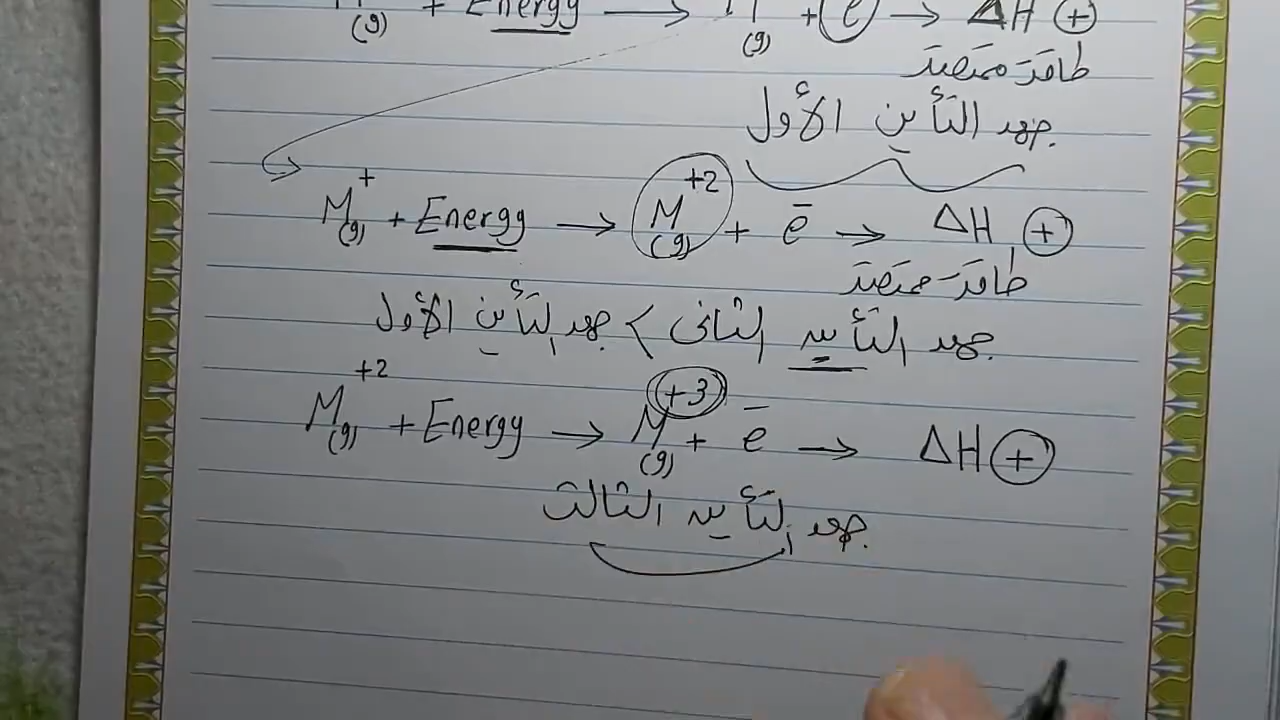 M(g) + Energy → M(g) + e → ΔH +
طاقة ممتصة
جهد التأين الأول
M⁺(g) + Energy → M⁺²(g) + e⁻ → ΔH +
طاقة ممتصة
جهد التأين الثانى > جهد التأين الأول
M⁺²(g) + Energy → M⁺³(g) + e⁻ → ΔH +
جهد التأين الثالث